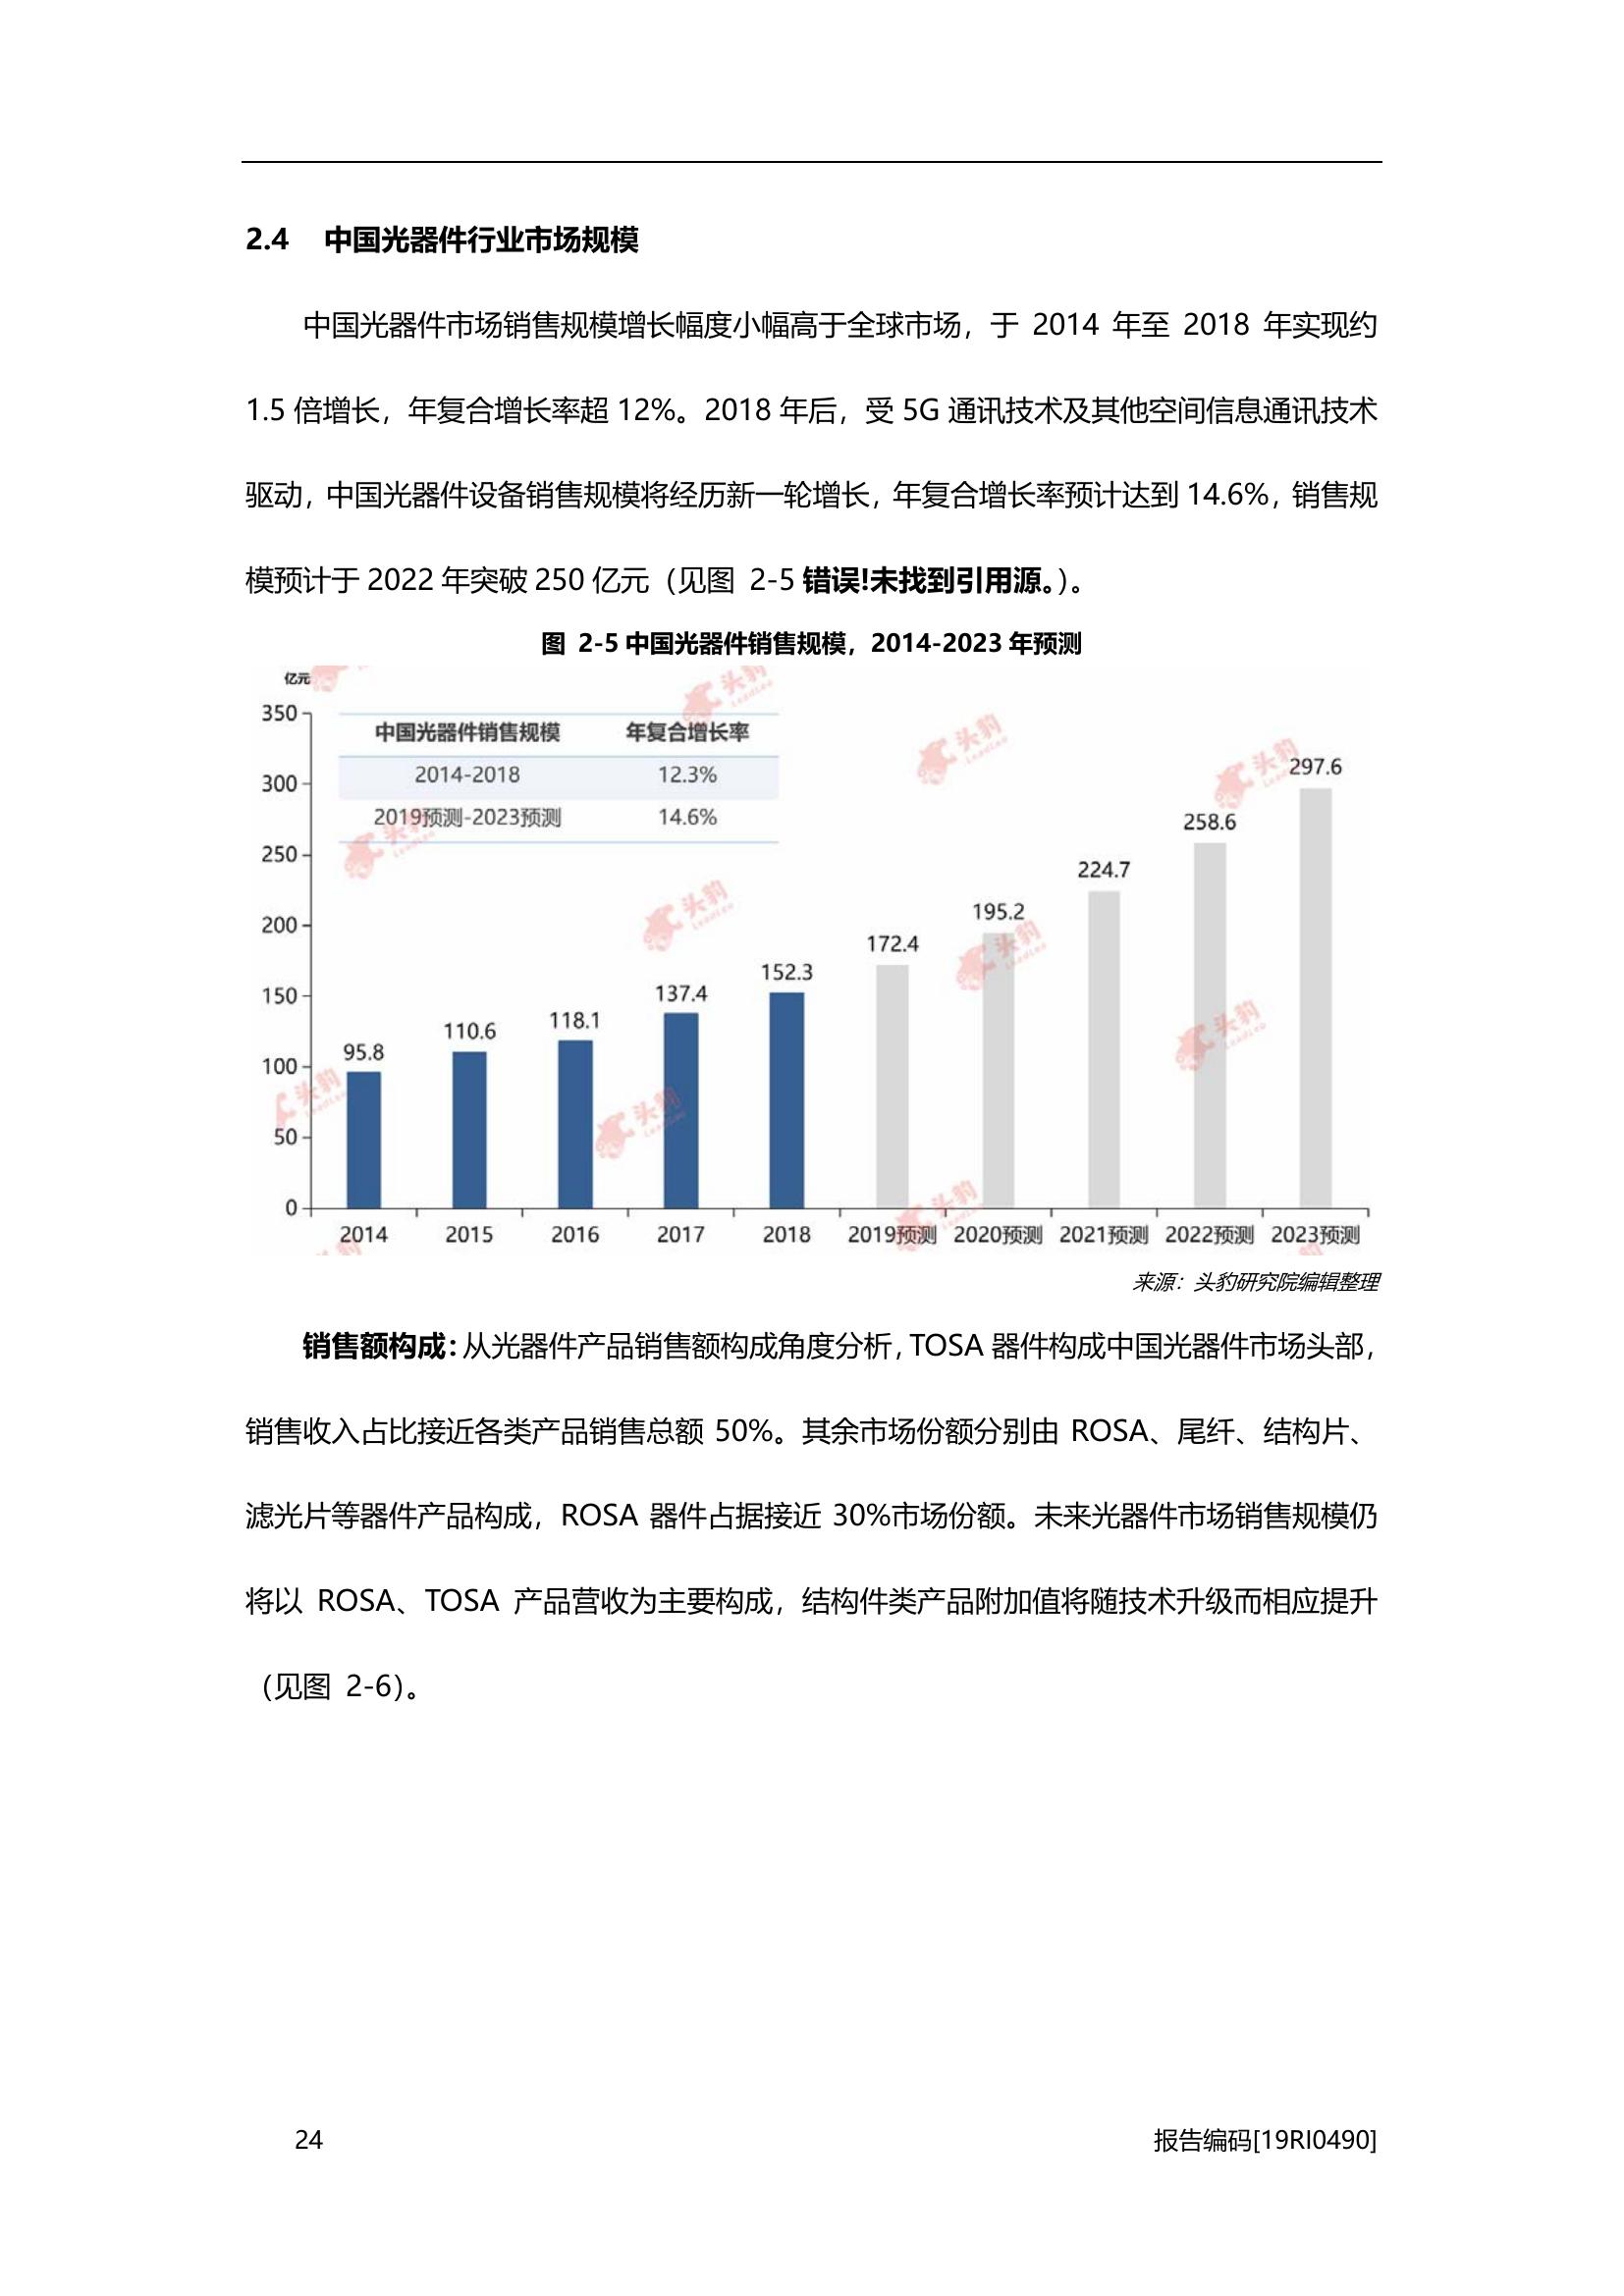 2.4 中国光器件行业市场规模
中国光器件市场销售规模增长幅度小幅高于全球市场，于 2014 年至 2018 年实现约
1.5 倍增长，年复合增长率超 12%。2018 年后，受 5G 通讯技术及其他空间信息通讯技术
驱动，中国光器件设备销售规模将经历新一轮增长，年复合增长率预计达到 14.6%，销售规
模预计于 2022 年突破 250 亿元（见图 2-5 错误!未找到引用源。）。
图 2-5 中国光器件销售规模，2014-2023 年预测
亿元
350
300
250
200
150
100
50
0
中国光器件销售规模 年复合增长率
2014-2018 12.3%
2019预测-2023预测 14.6%
95.8 110.6 118.1 137.4 152.3 172.4 195.2 224.7 258.6 297.6
2014 2015 2016 2017 2018 2019预测 2020预测 2021预测 2022预测 2023预测
头豹 LeadLeo
来源：头豹研究院编辑整理
销售额构成：从光器件产品销售额构成角度分析，TOSA 器件构成中国光器件市场头部，
销售收入占比接近各类产品销售总额 50%。其余市场份额分别由 ROSA、尾纤、结构片、
滤光片等器件产品构成，ROSA 器件占据接近 30%市场份额。未来光器件市场销售规模仍
将以 ROSA、TOSA 产品营收为主要构成，结构件类产品附加值将随技术升级而相应提升
（见图 2-6）。
24 报告编码[19RI0490]